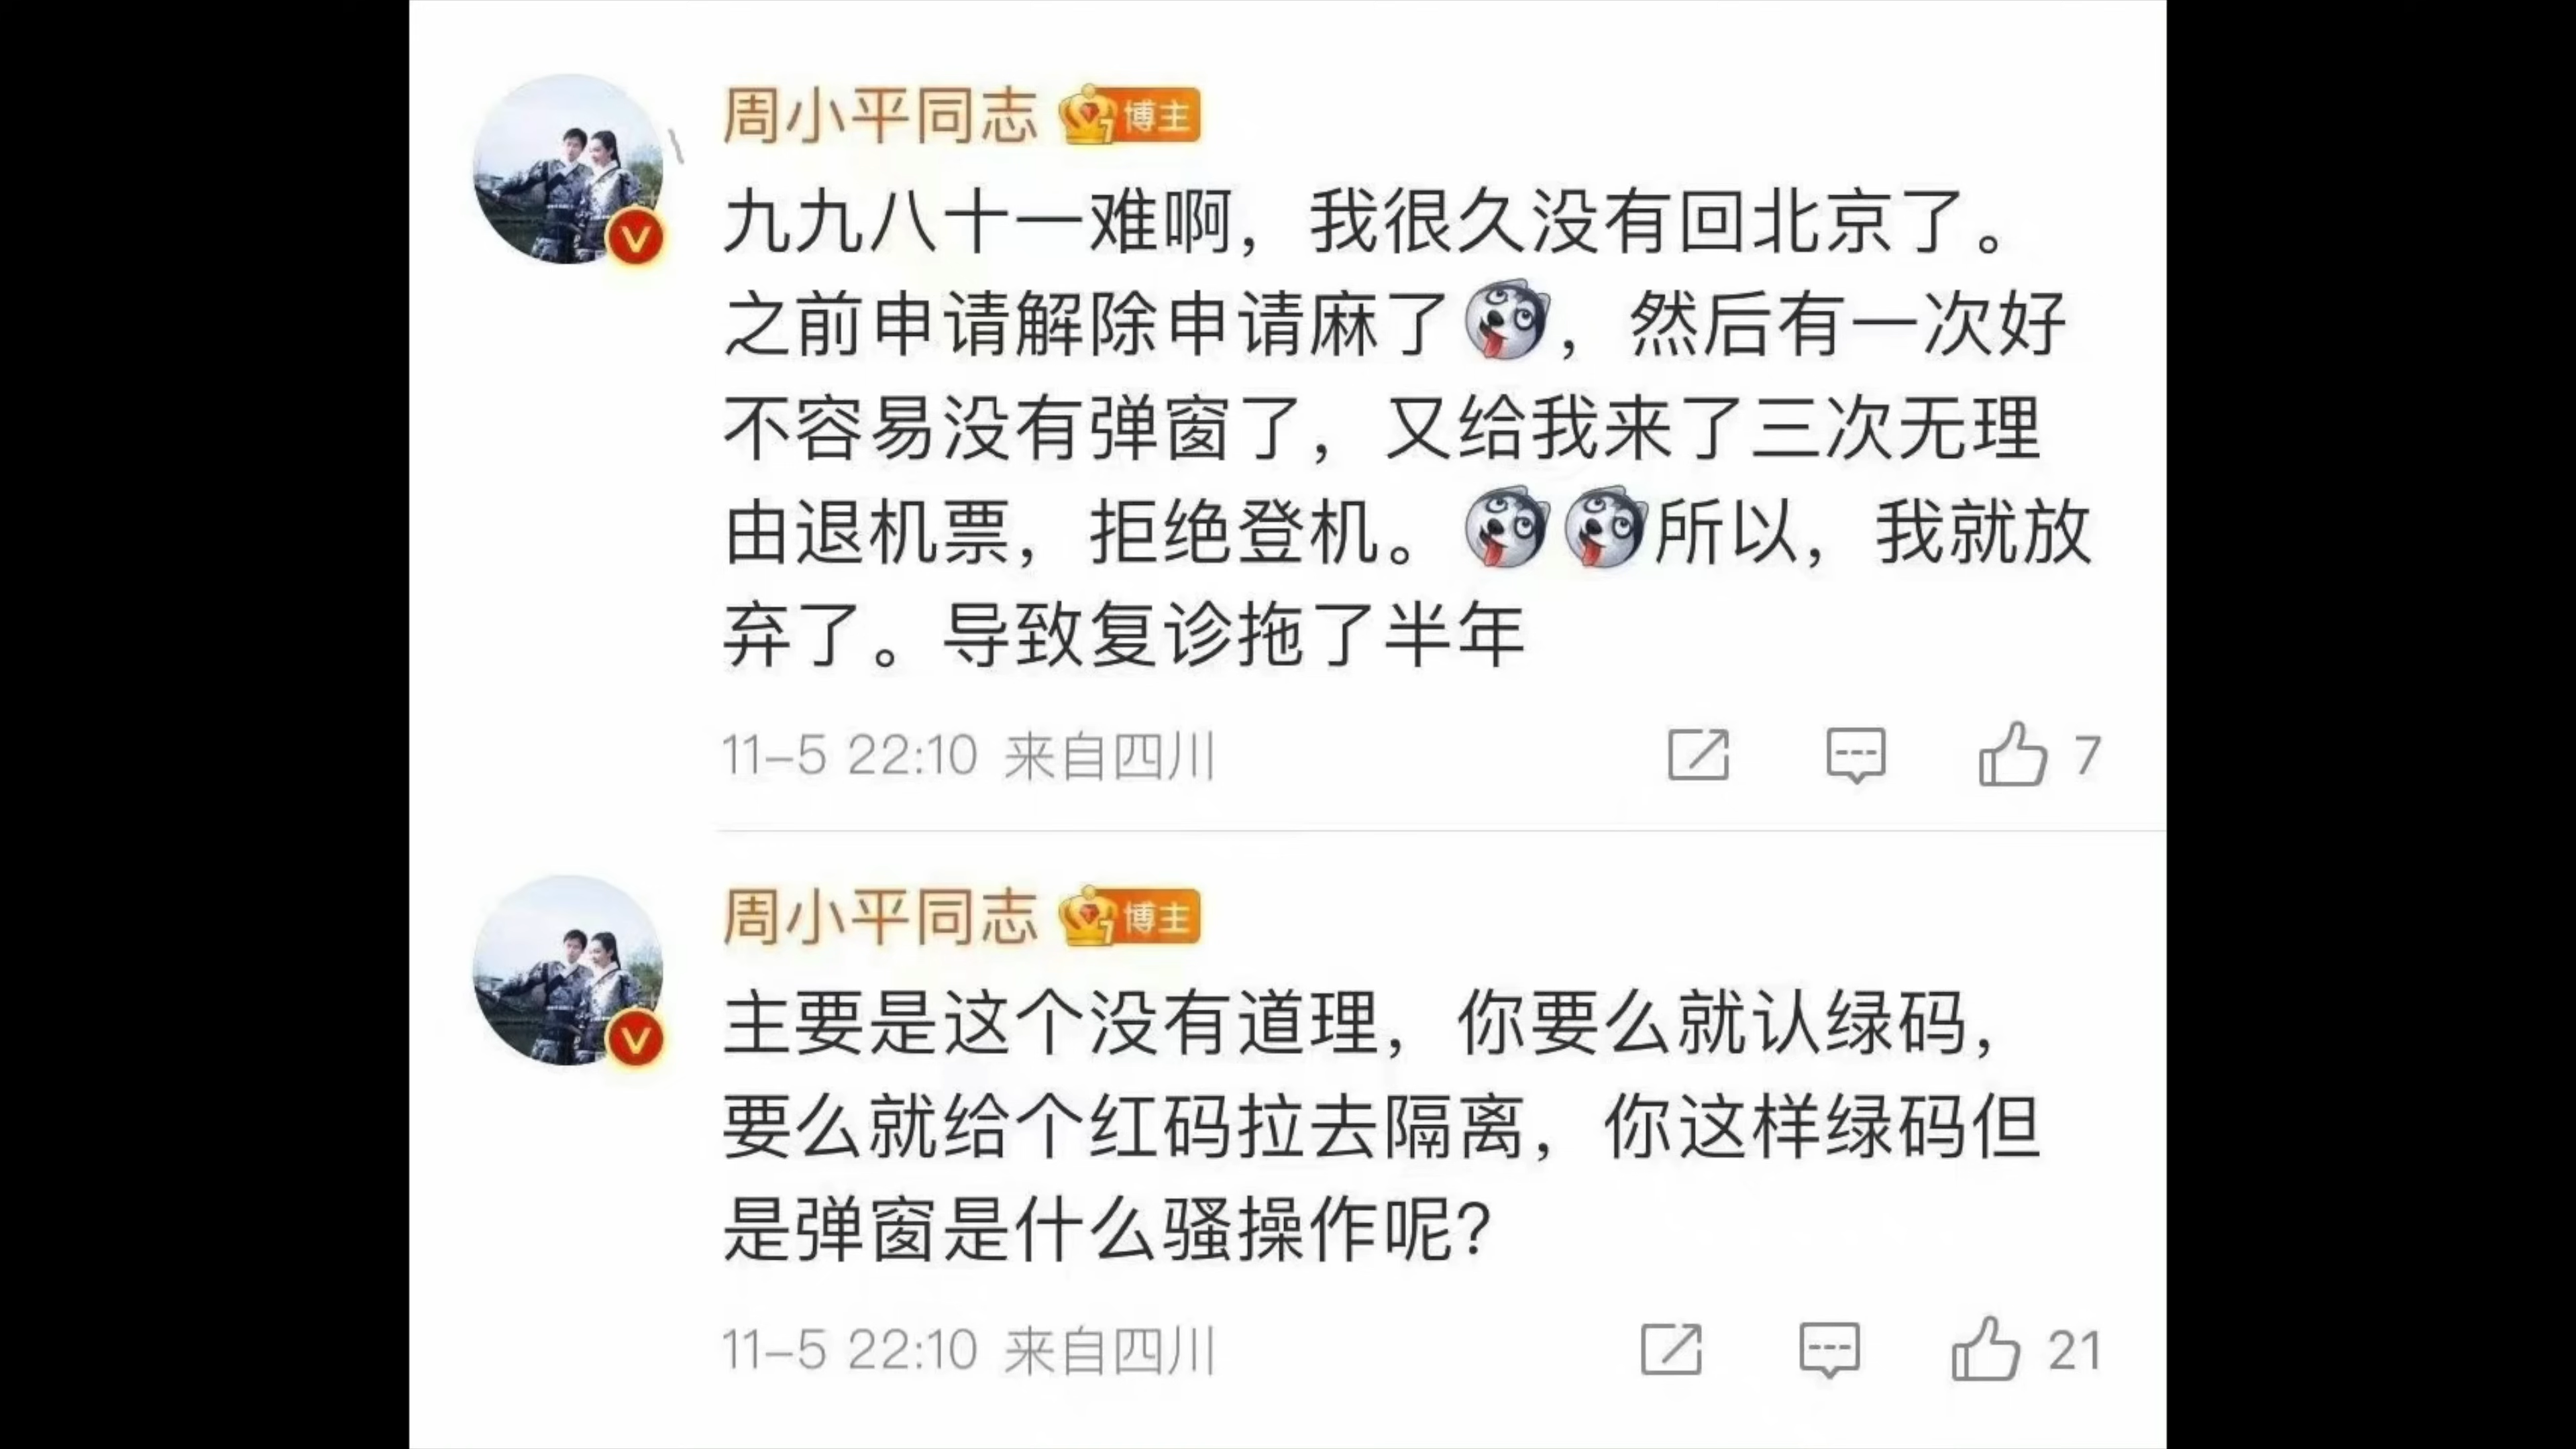 周小平同志 7 博主
九九八十一难啊，我很久没有回北京了。
之前申请解除申请麻了，然后有一次好
不容易没有弹窗了，又给我来了三次无理
由退机票，拒绝登机。所以，我就放
弃了。导致复诊拖了半年
11-5 22:10 来自四川 7
周小平同志 7 博主
主要是这个没有道理，你要么就认绿码，
要么就给个红码拉去隔离，你这样绿码但
是弹窗是什么骚操作呢？
11-5 22:10 来自四川 21